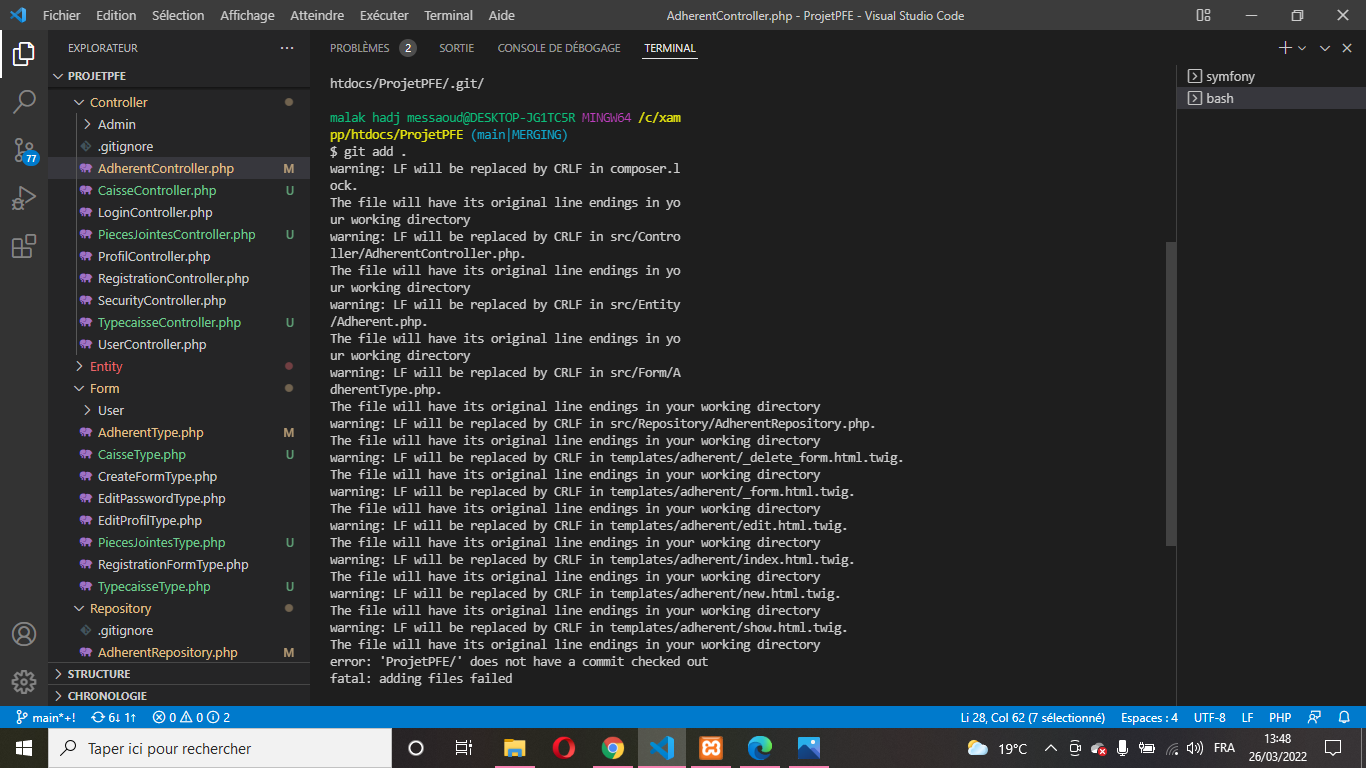 Fichier Edition Sélection Affichage Atteindre Exécuter Terminal Aide
AdherentController.php - ProjetPFE - Visual Studio Code
EXPLORATEUR
PROJETPFE
Controller
Admin
.gitignore
AdherentController.php M
CaisseController.php U
LoginController.php
PiecesJointesController.php U
ProfilController.php
RegistrationController.php
SecurityController.php
TypecaisseController.php U
UserController.php
Entity
Form
User
AdherentType.php M
CaisseType.php U
CreateFormType.php
EditPasswordType.php
EditProfilType.php
PiecesJointesType.php U
RegistrationFormType.php
TypecaisseType.php U
Repository
.gitignore
AdherentRepository.php M
STRUCTURE
CHRONOLOGIE
77
PROBLÈMES 2 SORTIE CONSOLE DE DÉBOGAGE TERMINAL
htdocs/ProjetPFE/.git/
malak hadj messaoud@DESKTOP-JG1TC5R MINGW64 /c/xam
pp/htdocs/ProjetPFE (main|MERGING)
$ git add .
warning: LF will be replaced by CRLF in composer.l
ock.
The file will have its original line endings in yo
ur working directory
warning: LF will be replaced by CRLF in src/Contro
ller/AdherentController.php.
The file will have its original line endings in yo
ur working directory
warning: LF will be replaced by CRLF in src/Entity
/Adherent.php.
The file will have its original line endings in yo
ur working directory
warning: LF will be replaced by CRLF in src/Form/A
dherentType.php.
The file will have its original line endings in your working directory
warning: LF will be replaced by CRLF in src/Repository/AdherentRepository.php.
The file will have its original line endings in your working directory
warning: LF will be replaced by CRLF in templates/adherent/_delete_form.html.twig.
The file will have its original line endings in your working directory
warning: LF will be replaced by CRLF in templates/adherent/_form.html.twig.
The file will have its original line endings in your working directory
warning: LF will be replaced by CRLF in templates/adherent/edit.html.twig.
The file will have its original line endings in your working directory
warning: LF will be replaced by CRLF in templates/adherent/index.html.twig.
The file will have its original line endings in your working directory
warning: LF will be replaced by CRLF in templates/adherent/new.html.twig.
The file will have its original line endings in your working directory
warning: LF will be replaced by CRLF in templates/adherent/show.html.twig.
The file will have its original line endings in your working directory
error: 'ProjetPFE/' does not have a commit checked out
fatal: adding files failed
symfony
bash
main*+! 6↓ 1↑ 0 0 2
Li 28, Col 62 (7 sélectionné) Espaces : 4 UTF-8 LF PHP
Taper ici pour rechercher
19°C
FRA
13:48
26/03/2022